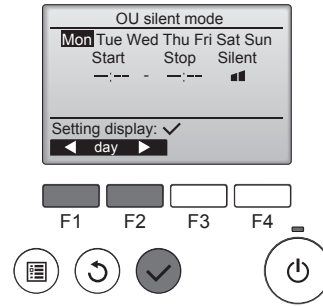 OU silent mode
Mon Tue Wed Thu Fri Sat Sun
Start Stop Silent
--:-- - --:--
Setting display: ✓
◀ day ▶
F1 F2 F3 F4